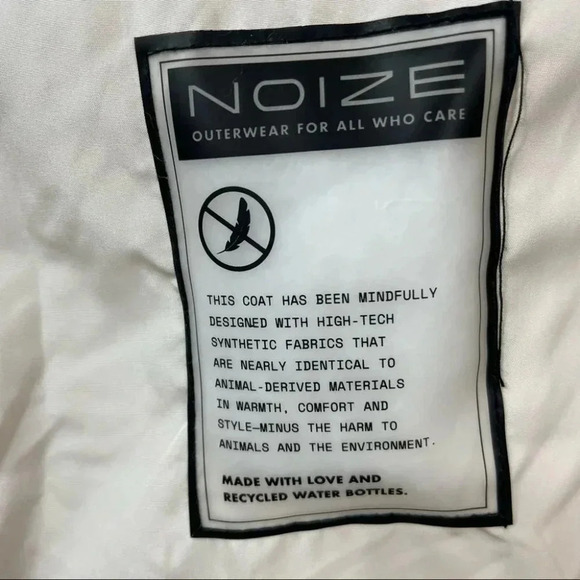 NOIZE
OUTERWEAR FOR ALL WHO CARE
THIS COAT HAS BEEN MINDFULLY
DESIGNED WITH HIGH-TECH
SYNTHETIC FABRICS THAT
ARE NEARLY IDENTICAL TO
ANIMAL-DERIVED MATERIALS
IN WARMTH, COMFORT AND
STYLE—MINUS THE HARM TO
ANIMALS AND THE ENVIRONMENT.
MADE WITH LOVE AND
RECYCLED WATER BOTTLES.